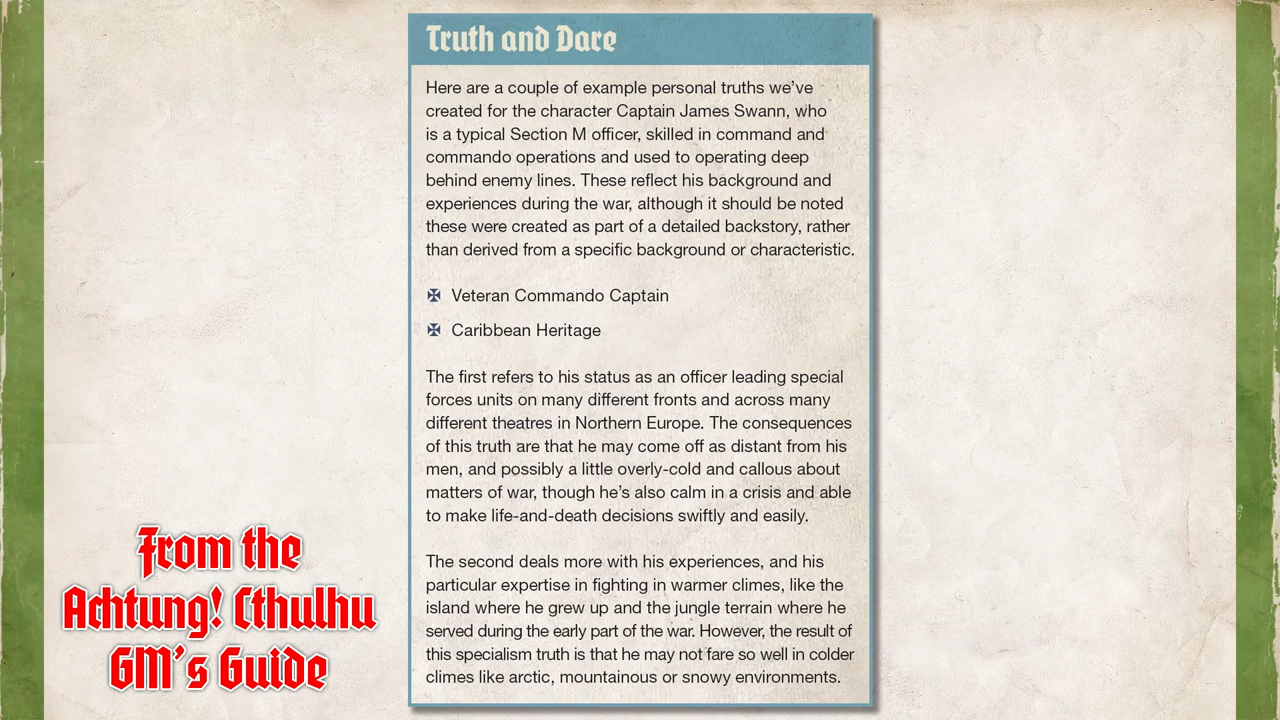 Truth and Dare
Here are a couple of example personal truths we've
created for the character Captain James Swann, who
is a typical Section M officer, skilled in command and
commando operations and used to operating deep
behind enemy lines. These reflect his background and
experiences during the war, although it should be noted
these were created as part of a detailed backstory, rather
than derived from a specific background or characteristic.
✠ Veteran Commando Captain
✠ Caribbean Heritage
The first refers to his status as an officer leading special
forces units on many different fronts and across many
different theatres in Northern Europe. The consequences
of this truth are that he may come off as distant from his
men, and possibly a little overly-cold and callous about
matters of war, though he's also calm in a crisis and able
to make life-and-death decisions swiftly and easily.
The second deals more with his experiences, and his
particular expertise in fighting in warmer climes, like the
island where he grew up and the jungle terrain where he
served during the early part of the war. However, the result of
this specialism truth is that he may not fare so well in colder
climes like arctic, mountainous or snowy environments.
From the
Achtung! Cthulhu
GM's Guide